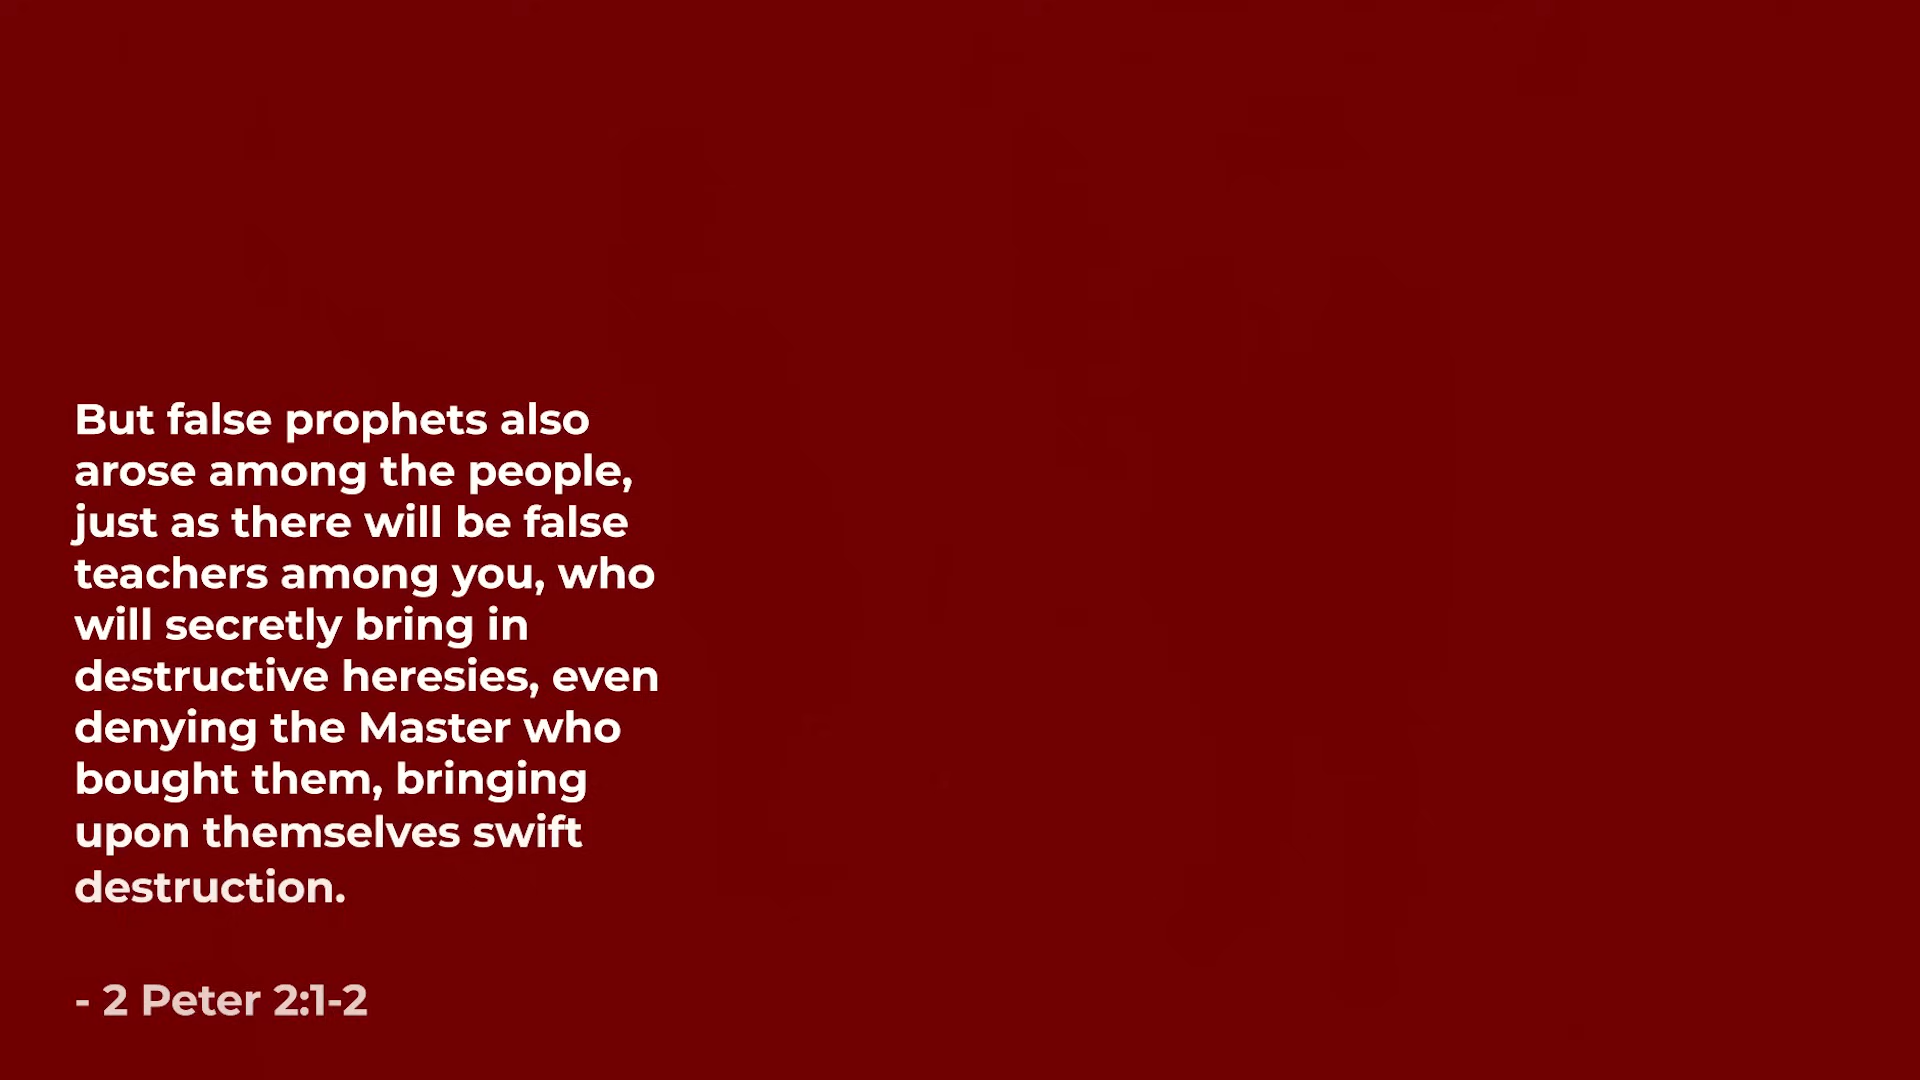 But false prophets also
arose among the people,
just as there will be false
teachers among you, who
will secretly bring in
destructive heresies, even
denying the Master who
bought them, bringing
upon themselves swift
destruction.
- 2 Peter 2:1-2